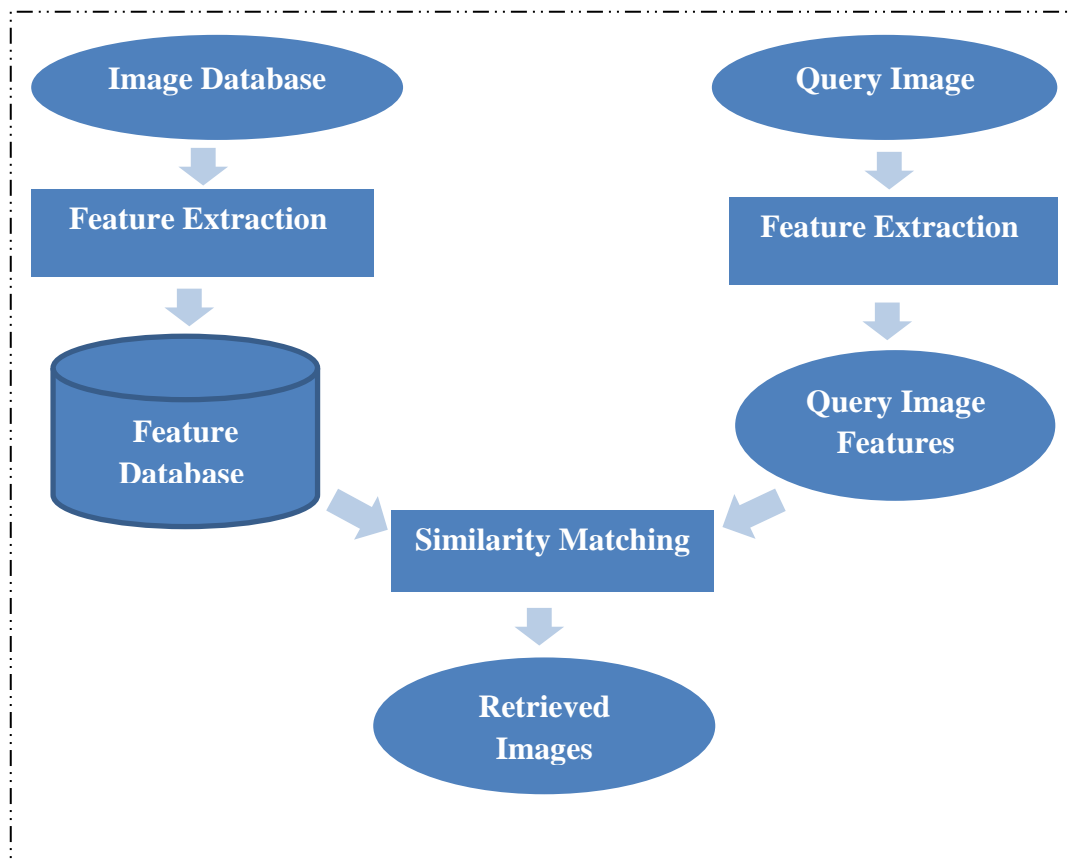 Image Database
Query Image
Feature Extraction
Feature Extraction
Feature
Database
Query Image
Features
Similarity Matching
Retrieved
Images